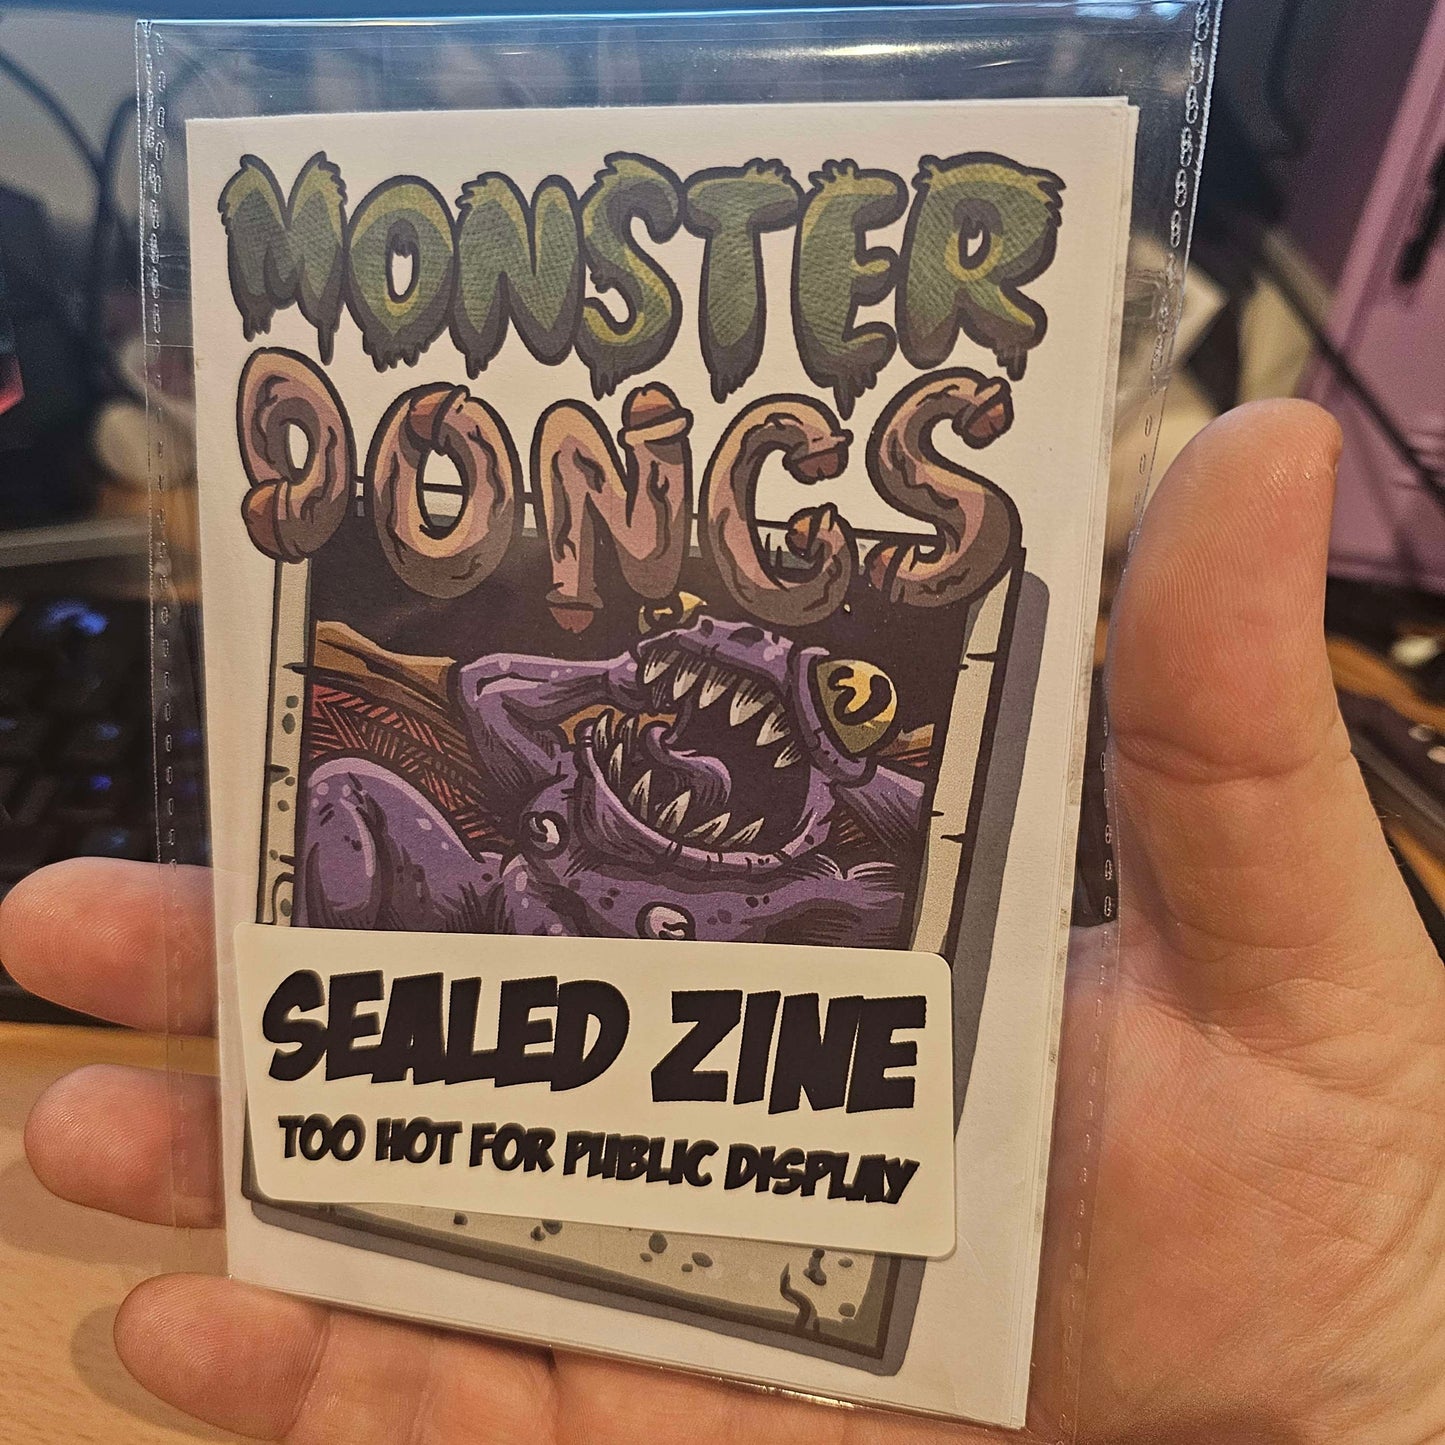 MONSTER
DONGS
SEALED ZINE
TOO HOT FOR PUBLIC DISPLAY